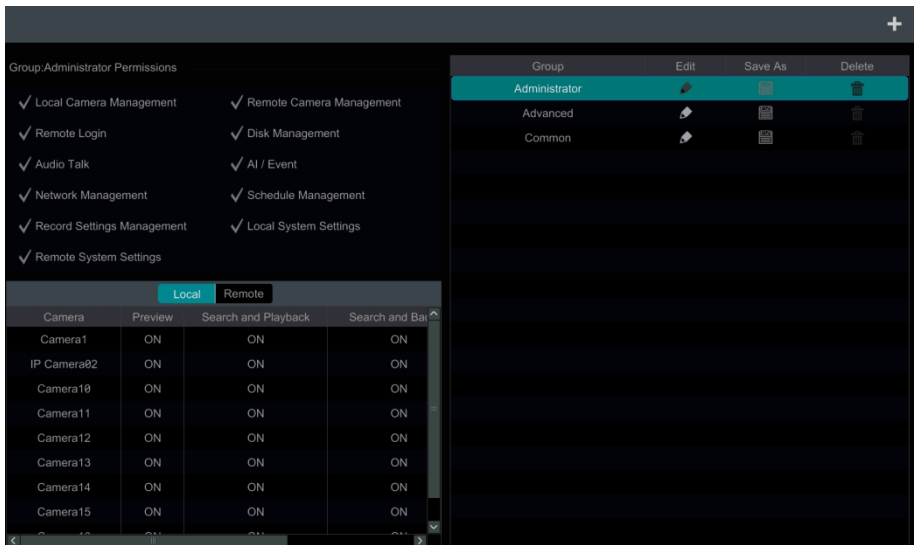 Group:Administrator Permissions
Local Camera Management Remote Camera Management
Remote Login Disk Management
Audio Talk AI / Event
Network Management Schedule Management
Record Settings Management Local System Settings
Remote System Settings
Local Remote
Camera Preview Search and Playback Search and
Camera1 ON ON ON
IP Camera02 ON ON ON
Camera10 ON ON ON
Camera11 ON ON ON
Camera12 ON ON ON
Camera13 ON ON ON
Camera14 ON ON ON
Camera15 ON ON ON
Group Edit Save As Delete
Administrator
Advanced
Common